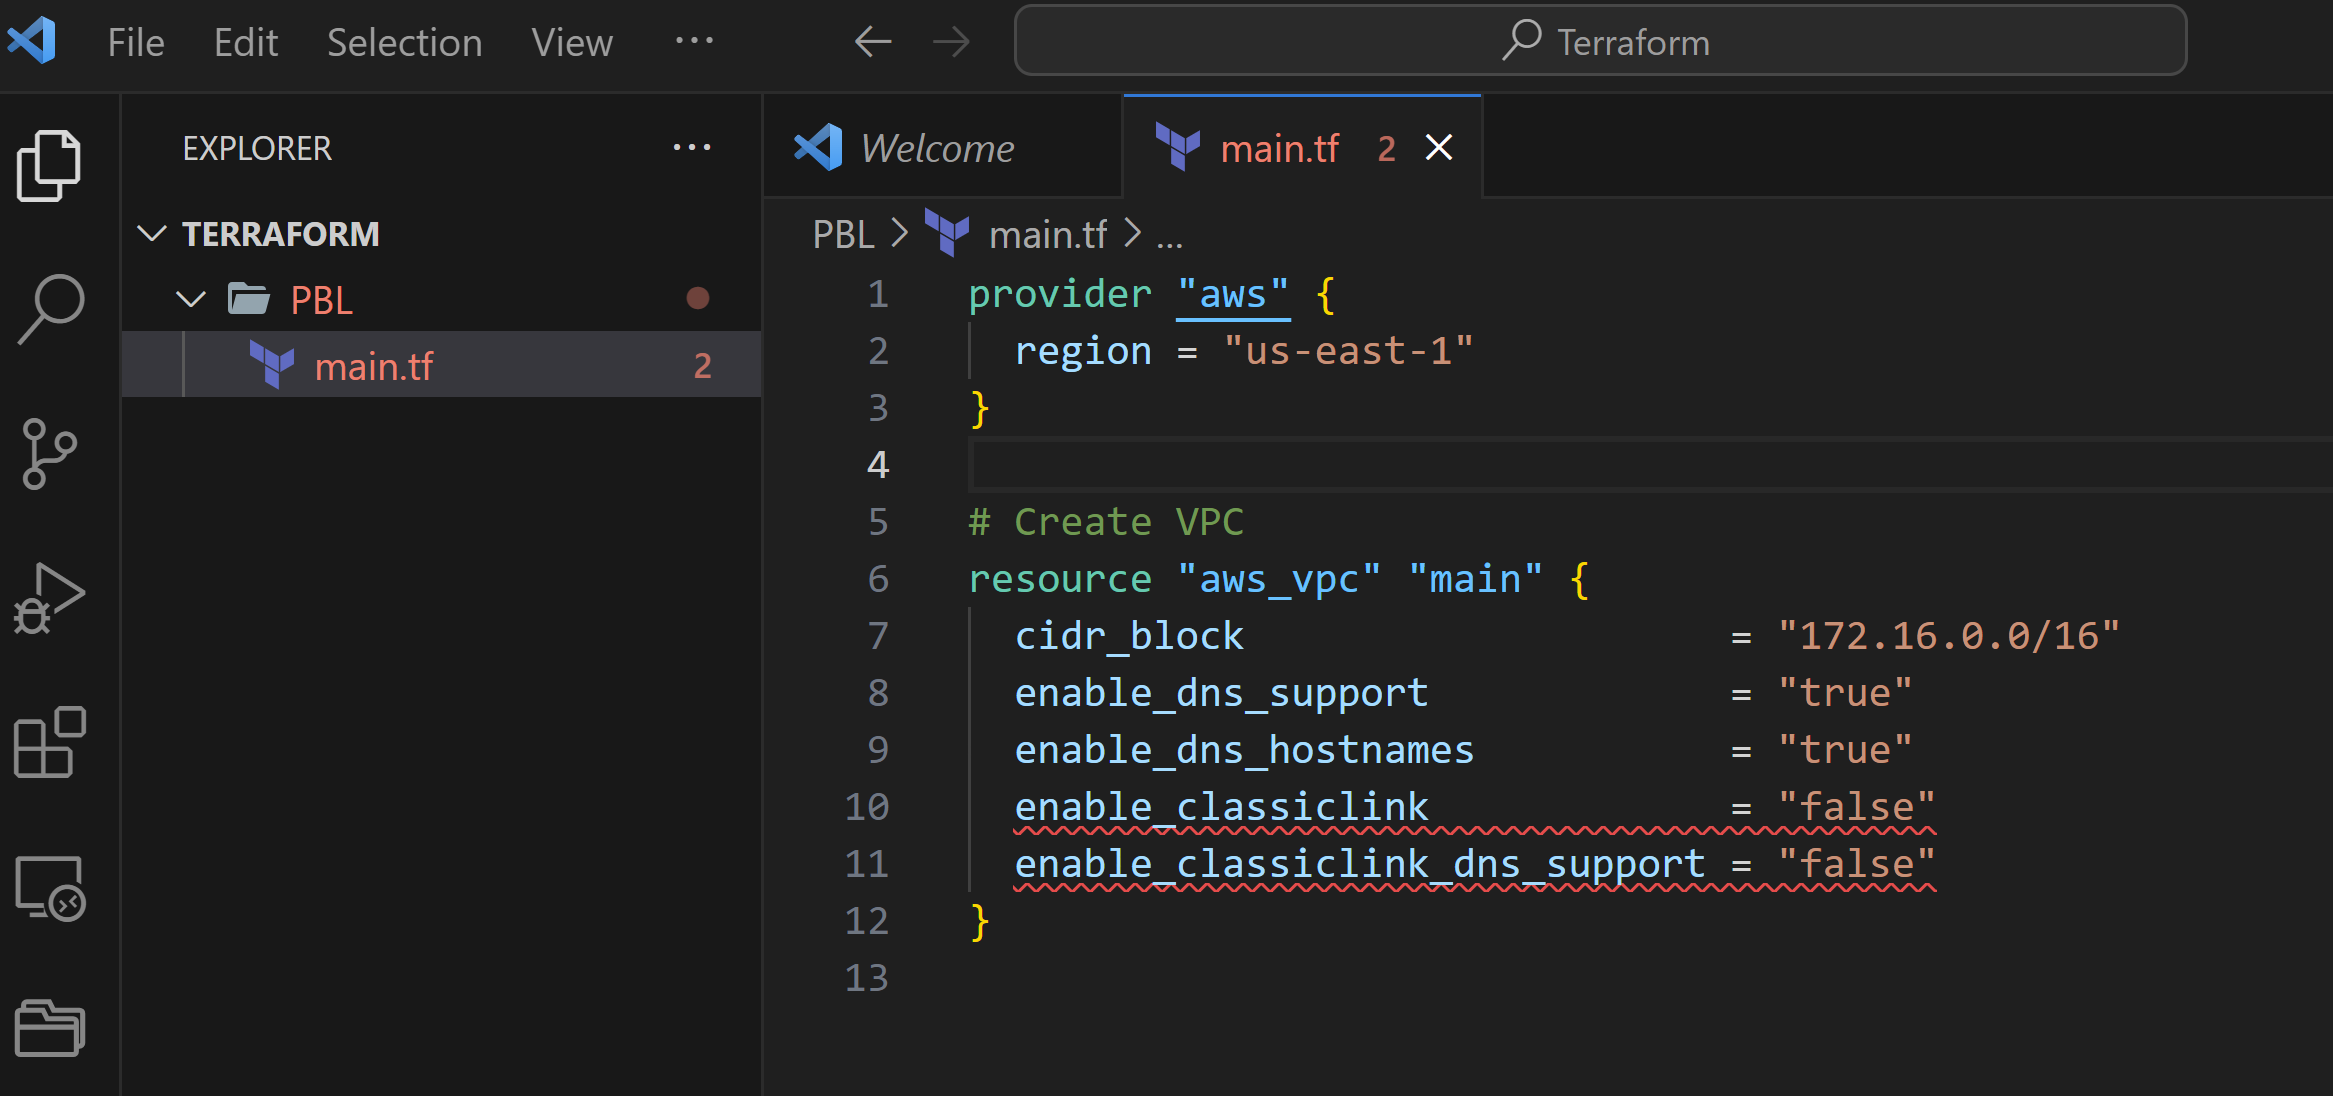 File Edit Selection View ... Terraform
EXPLORER ...
Welcome
main.tf 2
TERRAFORM
PBL
main.tf 2
PBL > main.tf > ...
1 provider "aws" {
2 region = "us-east-1"
3 }
4
5 # Create VPC
6 resource "aws_vpc" "main" {
7 cidr_block = "172.16.0.0/16"
8 enable_dns_support = "true"
9 enable_dns_hostnames = "true"
10 enable_classiclink = "false"
11 enable_classiclink_dns_support = "false"
12 }
13